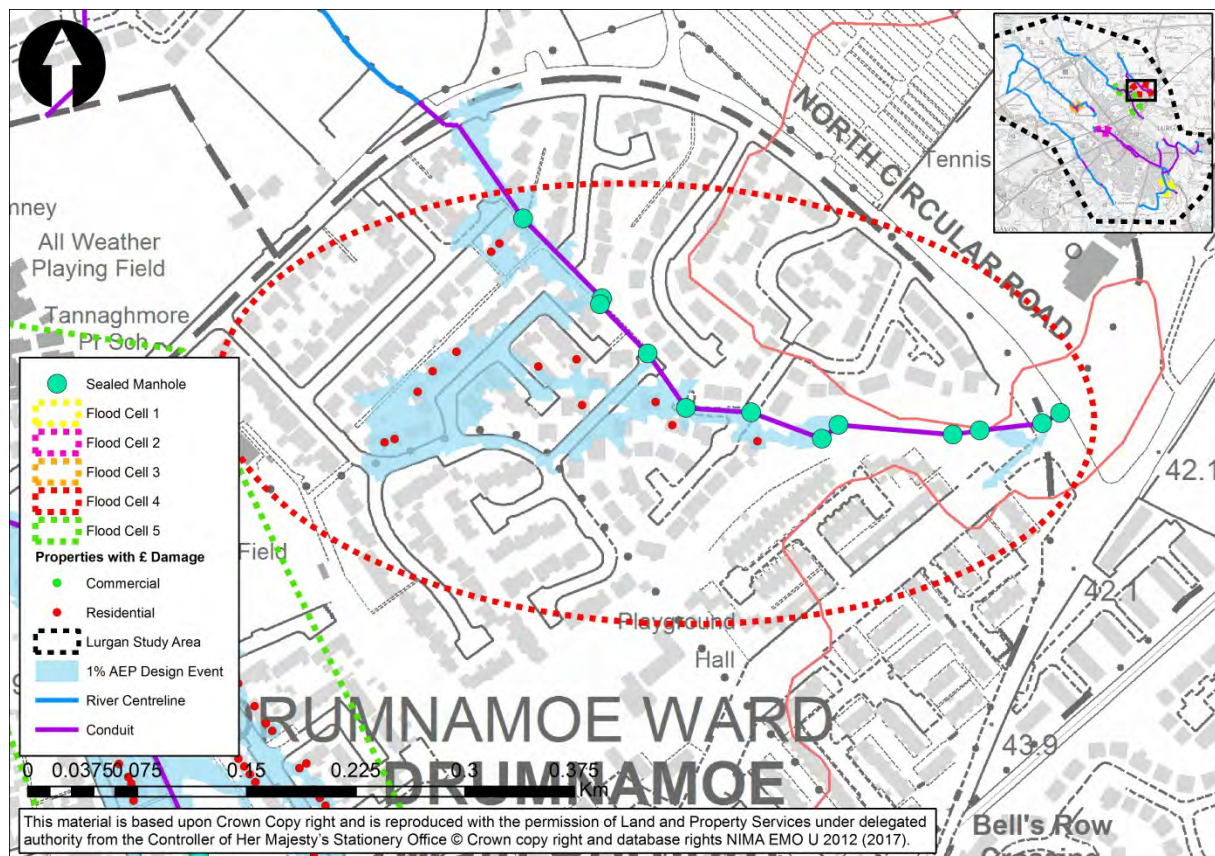 NORTH CIRCULAR ROAD
Tennis
LURGAN
mney
All Weather
Playing Field
Tannaghmore
Pr Sch
Sealed Manhole
Flood Cell 1
Flood Cell 2
Flood Cell 3
Flood Cell 4
Flood Cell 5
Properties with £ Damage
Commercial
Residential
Lurgan Study Area
1% AEP Design Event
River Centreline
Conduit
Field
42.1
42.1
Playground
Hall
RUMNAMOE WARD
DRUMNAMOE
43.9
0 0.0375 0.075 0.15 0.225 0.3 0.375
Km
Bell's Row
This material is based upon Crown Copy right and is reproduced with the permission of Land and Property Services under delegated
authority from the Controller of Her Majesty's Stationery Office © Crown copy right and database rights NIMA EMO U 2012 (2017).